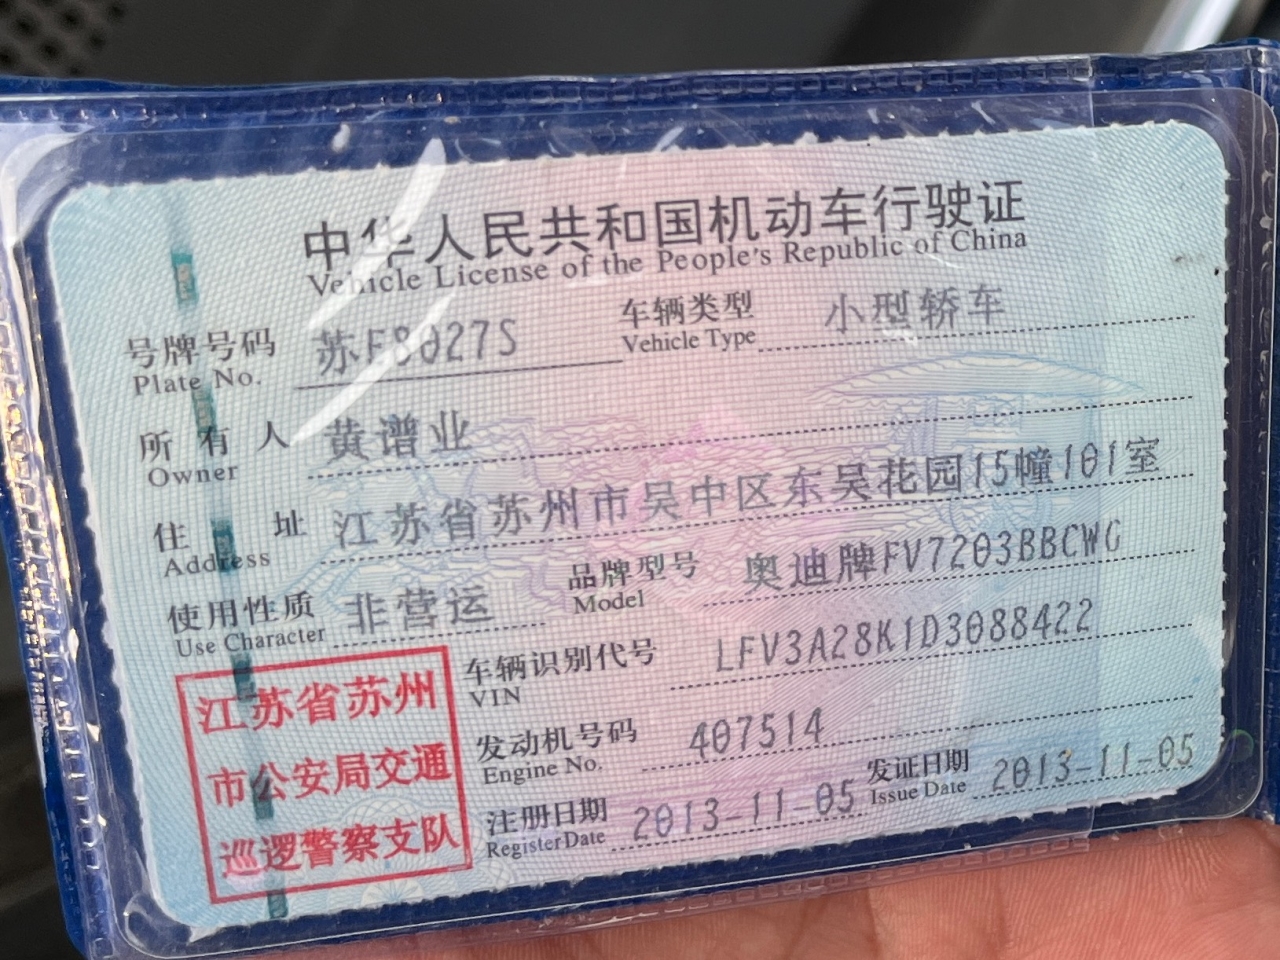 中华人民共和国机动车行驶证
Vehicle License of the People's Republic of China
号牌号码 苏E8027S 车辆类型 小型轿车
Plate No. Vehicle Type
所有人 黄谱业
Owner
住址 江苏省苏州市吴中区东吴花园15幢101室
Address
使用性质 非营运 品牌型号 奥迪牌FV7203BBCWG
Use Character Model
车辆识别代号 LFV3A28K1D3088422
VIN
发动机号码 407514
Engine No.
注册日期 2013-11-05 发证日期 2013-11-05
Register Date Issue Date
江苏省苏州
市公安局交通
巡逻警察支队